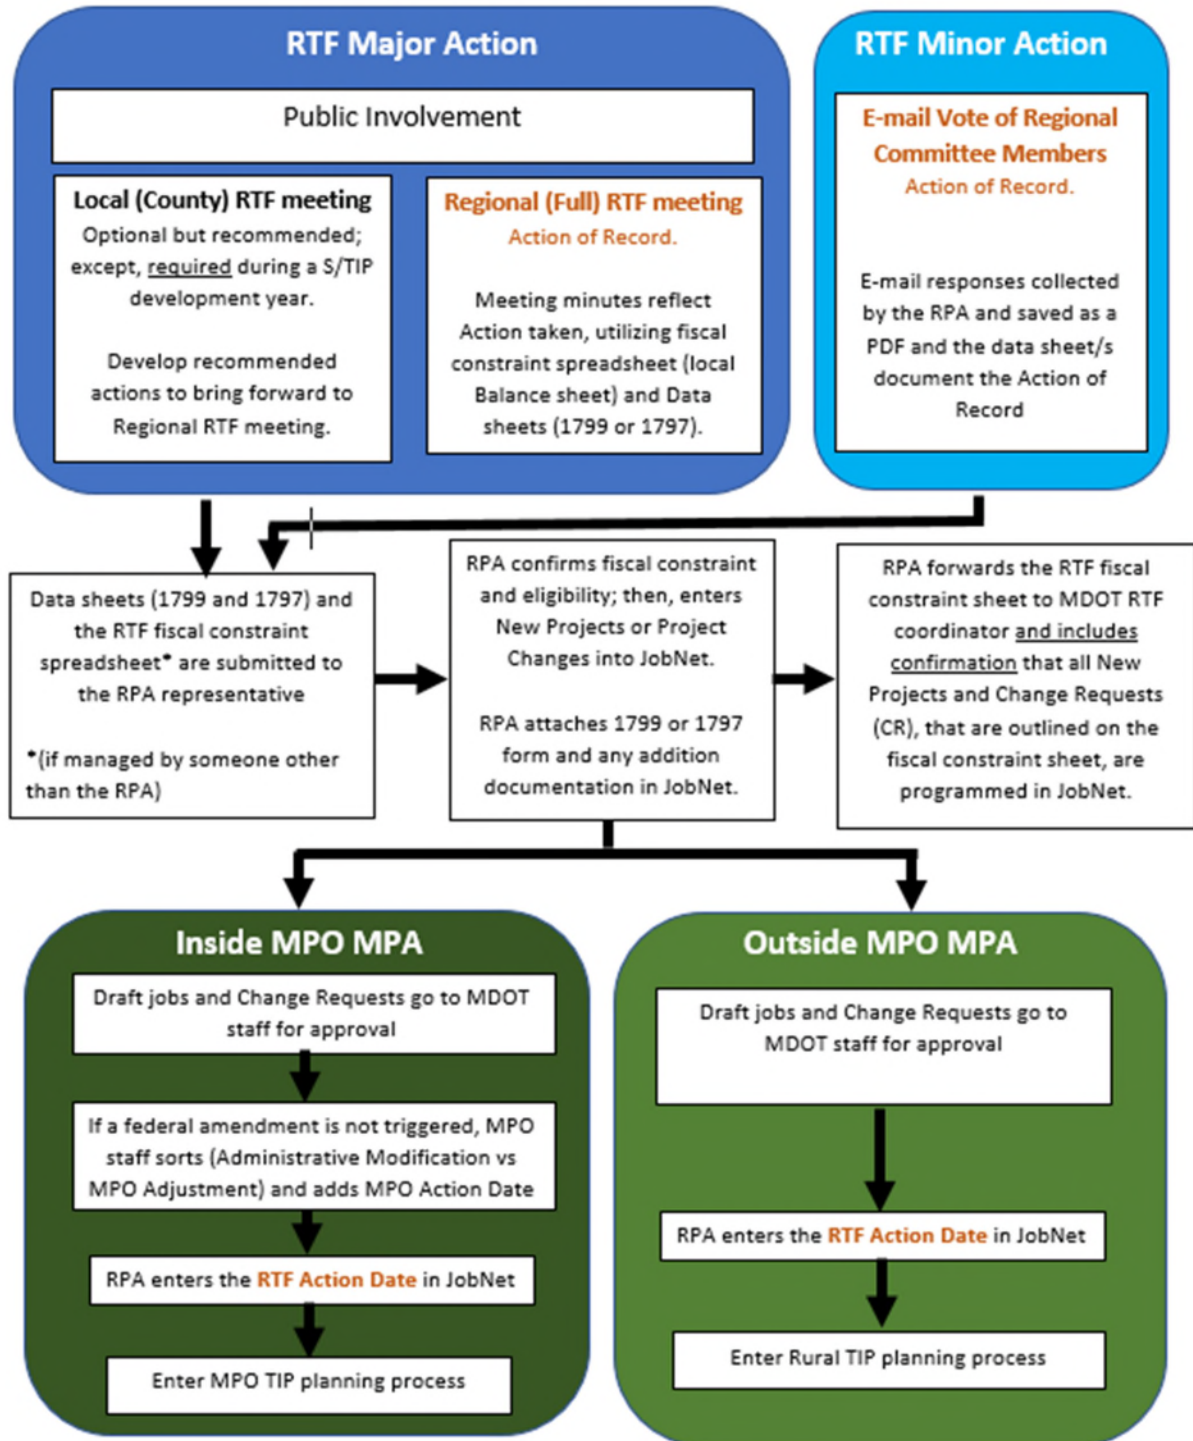 RTF Major Action
Public Involvement
Local (County) RTF meeting
Optional but recommended;
except, required during a S/TIP
development year.
Develop recommended
actions to bring forward to
Regional RTF meeting.
Regional (Full) RTF meeting
Action of Record.
Meeting minutes reflect
Action taken, utilizing fiscal
constraint spreadsheet (local
Balance sheet) and Data
sheets (1799 or 1797).
RTF Minor Action
E-mail Vote of Regional
Committee Members
Action of Record.
E-mail responses collected
by the RPA and saved as a
PDF and the data sheet/s
document the Action of
Record
Data sheets (1799 and 1797) and
the RTF fiscal constraint
spreadsheet* are submitted to
the RPA representative
*(if managed by someone other
than the RPA)
RPA confirms fiscal constraint
and eligibility; then, enters
New Projects or Project
Changes into JobNet.
RPA attaches 1799 or 1797
form and any addition
documentation in JobNet.
RPA forwards the RTF fiscal
constraint sheet to MDOT RTF
coordinator and includes
confirmation that all New
Projects and Change Requests
(CR), that are outlined on the
fiscal constraint sheet, are
programmed in JobNet.
Inside MPO MPA
Draft jobs and Change Requests go to MDOT
staff for approval
If a federal amendment is not triggered, MPO
staff sorts (Administrative Modification vs
MPO Adjustment) and adds MPO Action Date
RPA enters the RTF Action Date in JobNet
Enter MPO TIP planning process
Outside MPO MPA
Draft jobs and Change Requests go to
MDOT staff for approval
RPA enters the RTF Action Date in JobNet
Enter Rural TIP planning process